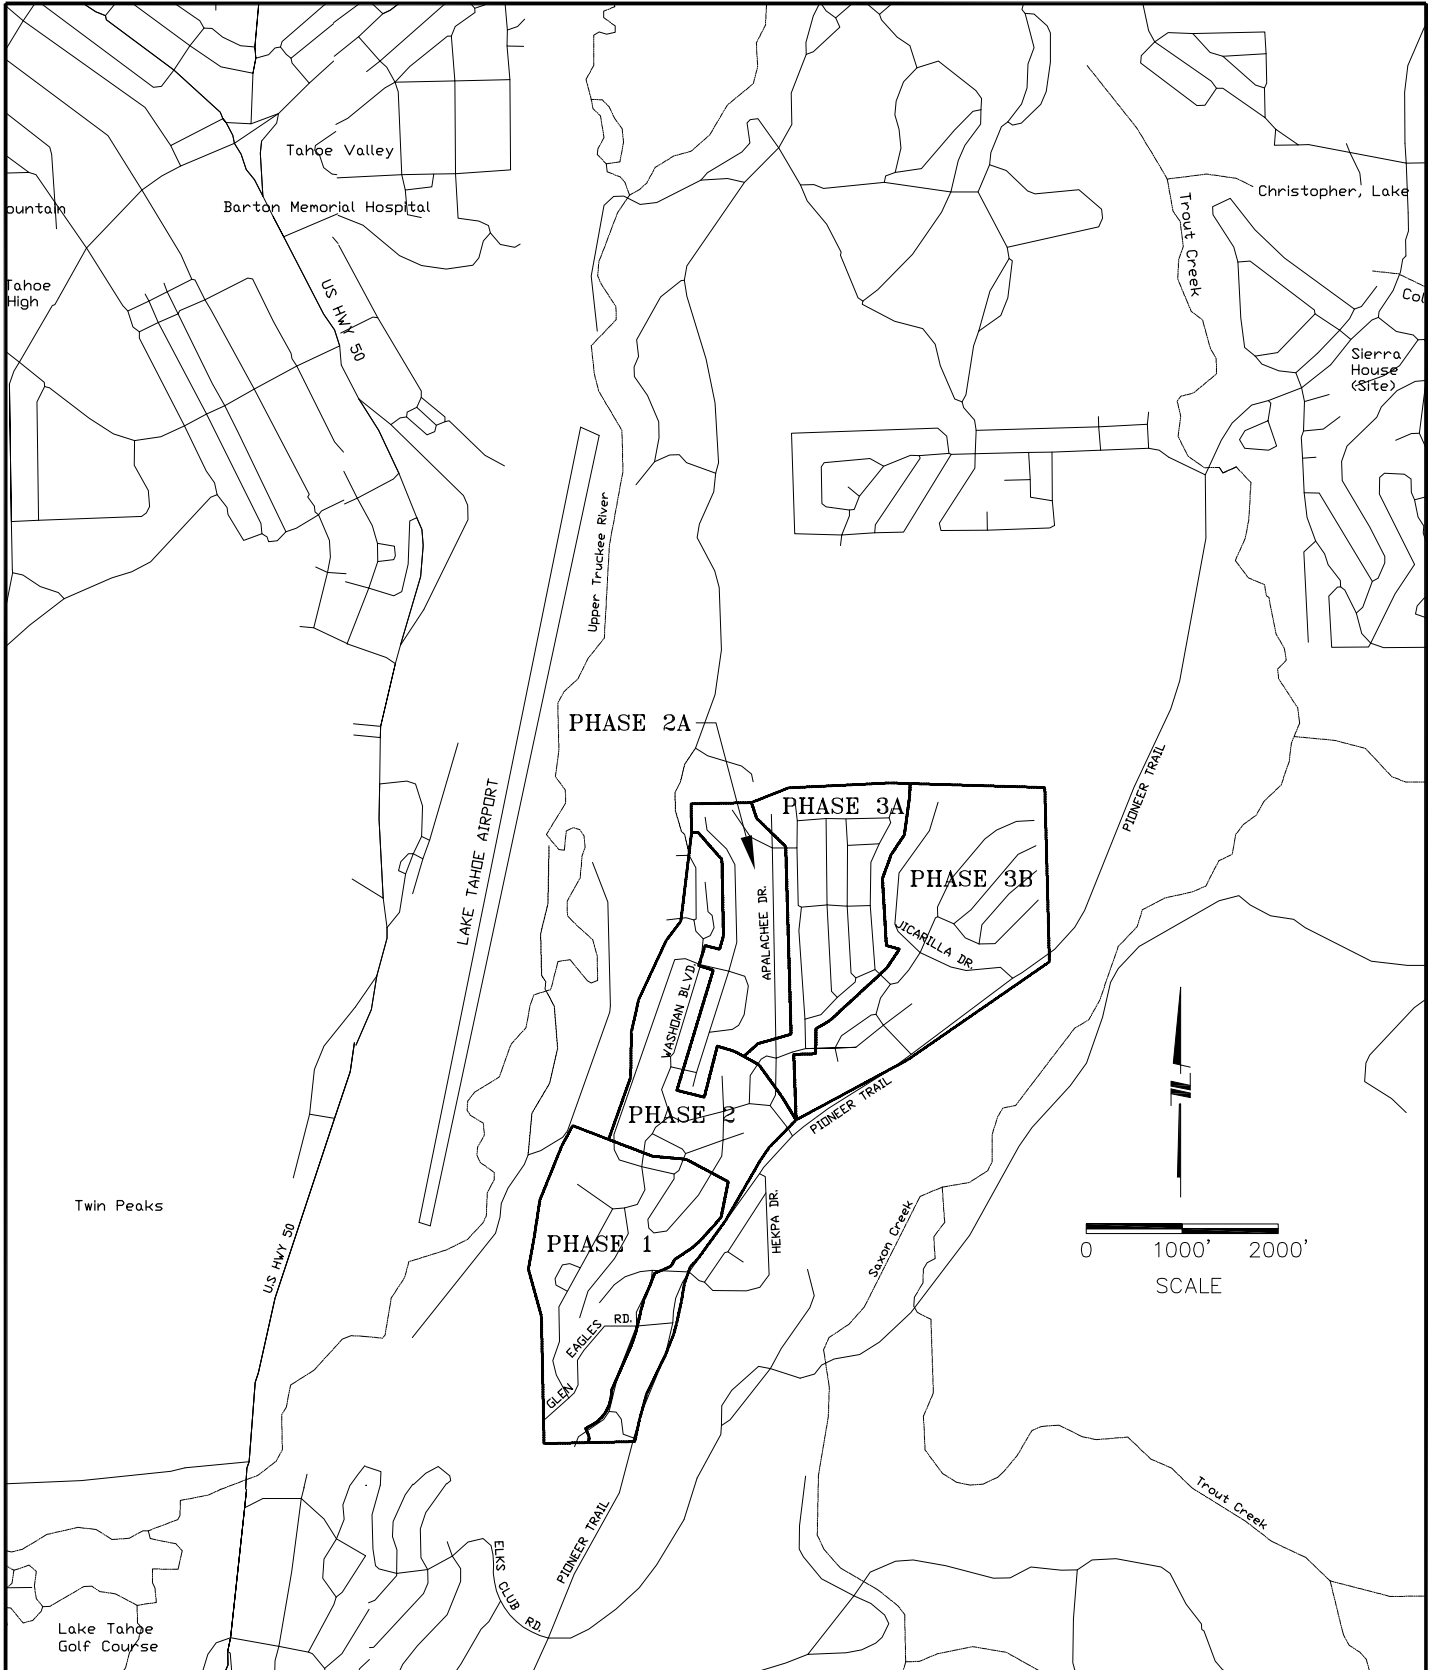 Tahoe Valley
Barton Memorial Hospital
ountain
Tahoe
High
US HWY 50
Trout Creek
Christopher, Lake
Col
Sierra
House
(Site)
Upper Truckee River
LAKE TAHOE AIRPORT
PHASE 2A
PHASE 3A
PHASE 3B
PIONEER TRAIL
APALACHEE DR.
JICARILLA DR.
WASHOAN BLVD.
PHASE 2
PIONEER TRAIL
Twin Peaks
U.S HWY 50
PHASE 1
HEKPA DR.
Saxon Creek
0 1000' 2000'
SCALE
EAGLES RD.
GLEN
Trout Creek
PIONEER TRAIL
ELKS CLUB RD.
Lake Tahoe
Golf Course